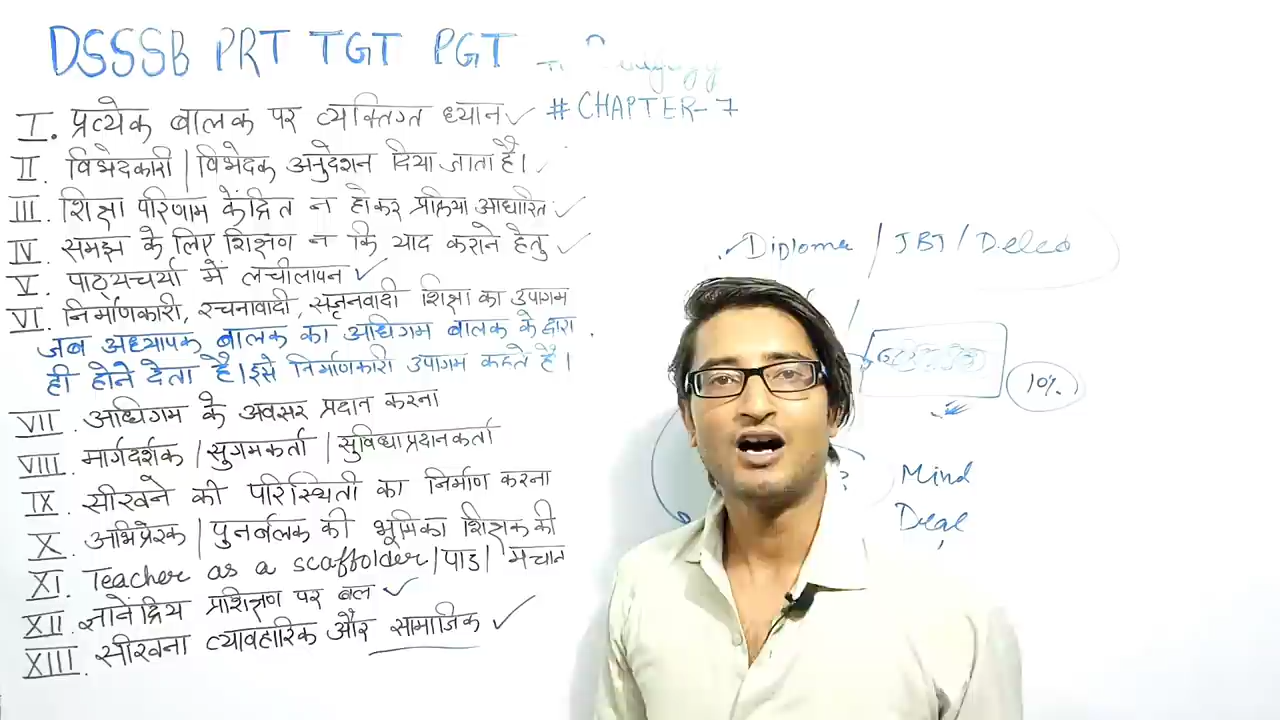 DSSSB PRT TGT PGT
# CHAPTER-7
I. प्रत्येक बालक पर व्यक्तिगत ध्यान
II. विभेदकारी | विभेदक अनुदेशन दिया जाता है।
III. शिक्षा परिणाम केंद्रित न होकर प्रक्रिया आधारित
IV. समझ के लिए शिक्षण न कि याद कराने हेतु
V. पाठ्यचर्या में लचीलापन
VI. निर्माणकारी, रचनावादी, सृजनवादी शिक्षा का उपागम
जब अध्यापक बालक का अधिगम बालक के द्वारा
ही होने देता है। इसे निर्माणकारी उपागम कहते है।
VII. अधिगम के अवसर प्रदान करना
VIII. मार्गदर्शक | सुगमकर्ता | सुविधा प्रदानकर्ता
IX. सीखने की परिस्थिती का निर्माण करना
X. अभिप्रेरक | पुनर्बलक की भूमिका शिक्षक की
XI. Teacher as a scaffolder | पाड | मचान
XII. ज्ञानेंद्रिय प्रशिक्षण पर बल
XIII. सीखना व्यावहारिक और सामाजिक
Diploma / JBT / Deled
10%
?
Mind